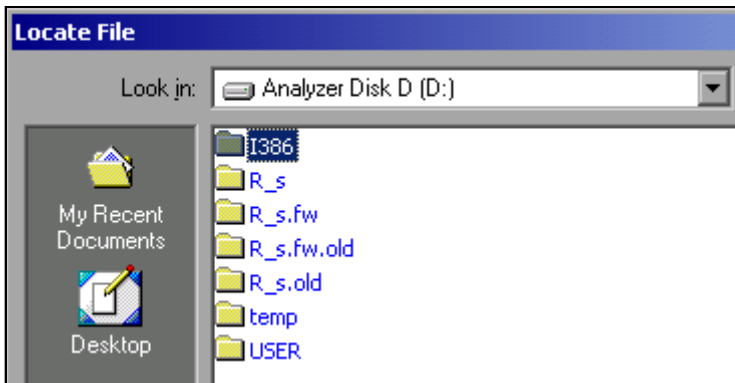 Locate File
Look in:
Analyzer Disk D (D:)
My Recent
Documents
Desktop
I386
R_s
R_s.fw
R_s.fw.old
R_s.old
temp
USER